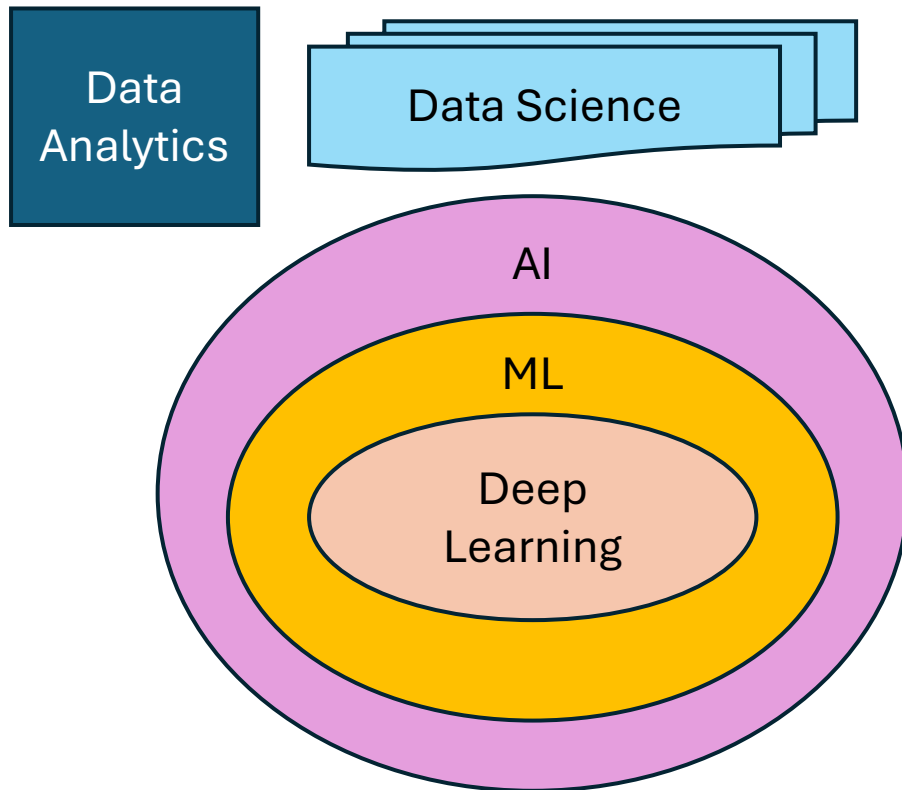 Data
Analytics
Data Science
AI
ML
Deep
Learning